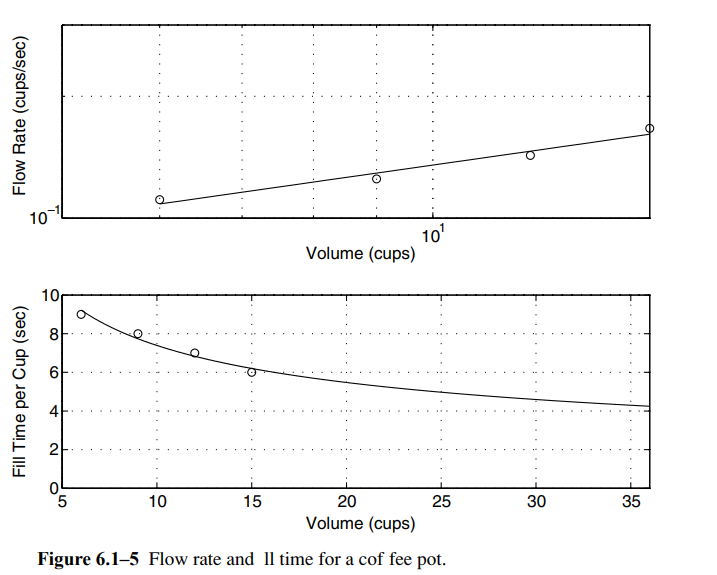 Flow Rate (cups/sec)
10⁻¹
10¹
Volume (cups)
Fill Time per Cup (sec)
10
8
6
4
2
0
5 10 15 20 25 30 35
Volume (cups)
Figure 6.1–5 Flow rate and ll time for a cof fee pot.